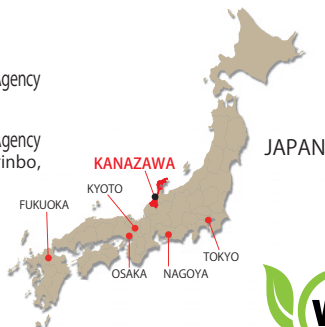 Agency
Agency
inbo,
JAPAN
KANAZAWA
KYOTO
FUKUOKA
TOKYO
OSAKA
NAGOYA
W